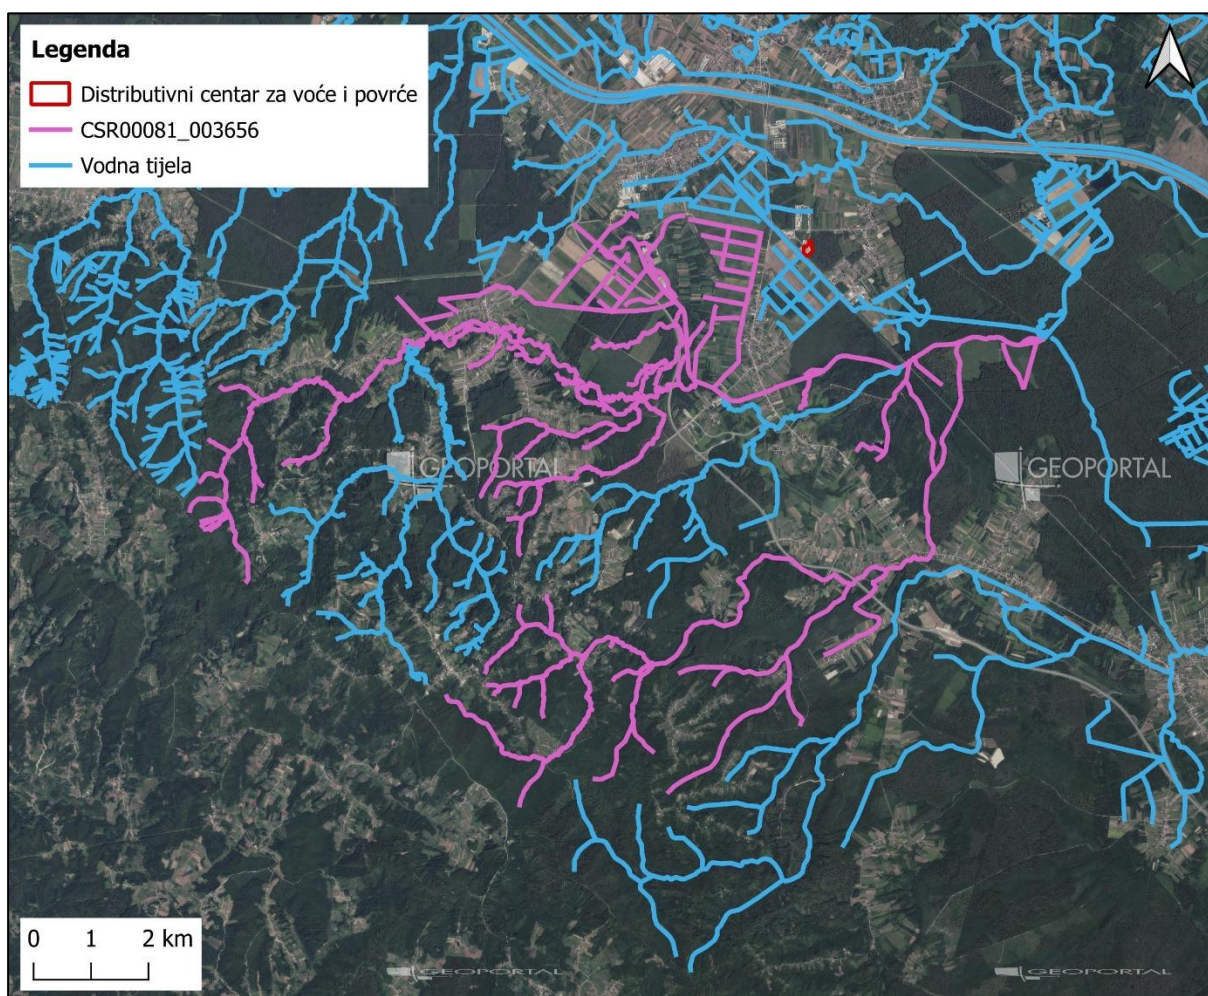 Legenda
Distributivni centar za voće i povrće
CSR00081_003656
Vodna tijela
GEOPORTAL
GEOPORTAL
0 1 2 km
GEOPORTAL
GEOPORTAL